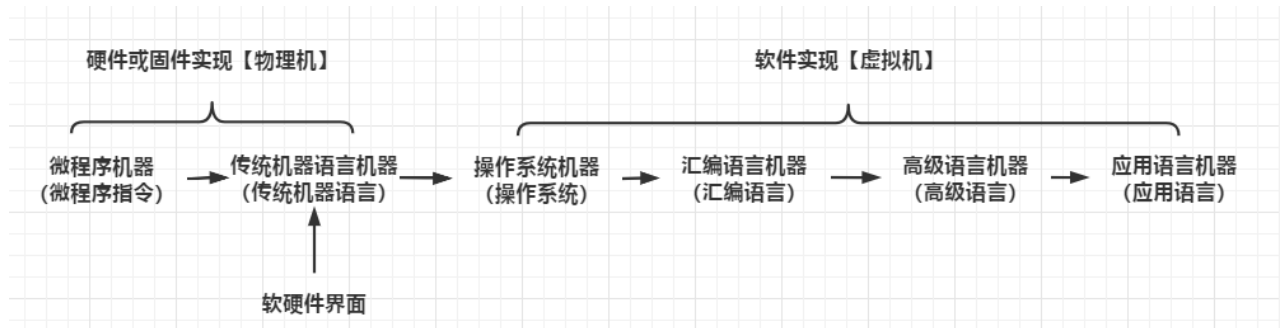 硬件或固件实现【物理机】
软件实现【虚拟机】
微程序机器
(微程序指令)
传统机器语言机器
(传统机器语言)
操作系统机器
(操作系统)
汇编语言机器
(汇编语言)
高级语言机器
(高级语言)
应用语言机器
(应用语言)
软硬件界面